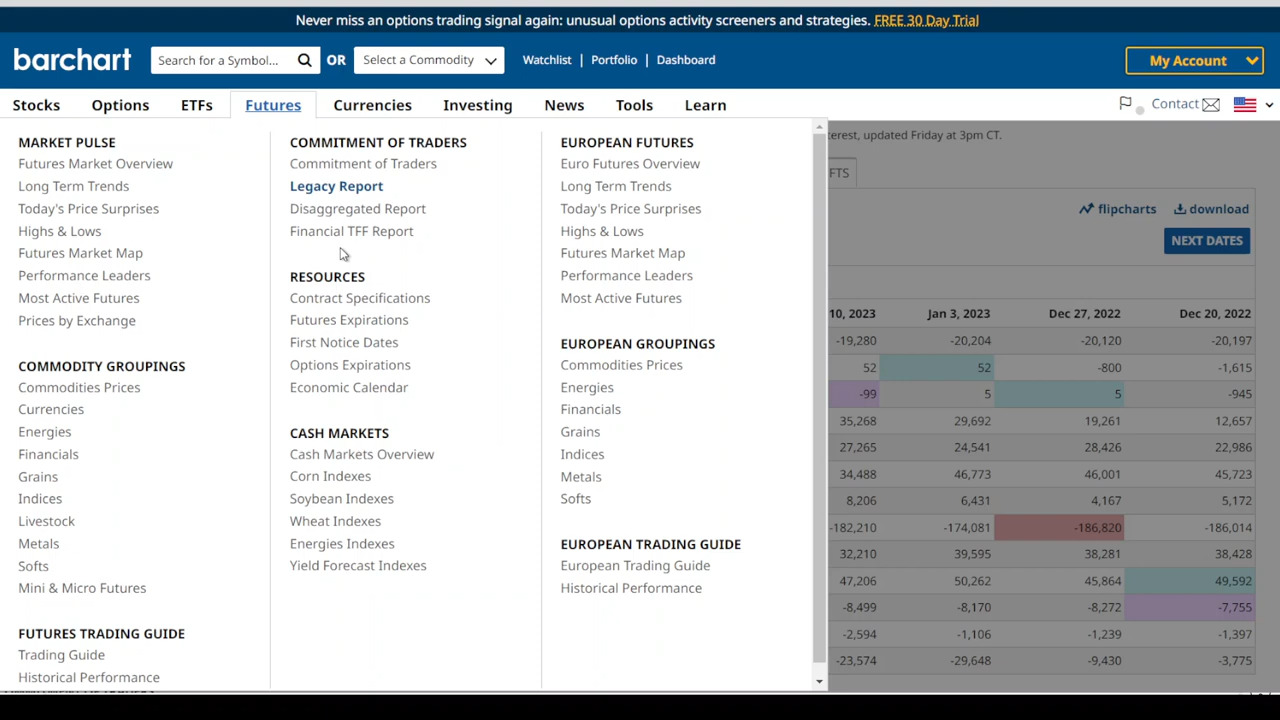 Never miss an options trading signal again: unusual options activity screeners and strategies. FREE 30 Day Trial
barchart Search for a Symbol... OR Select a Commodity Watchlist | Portfolio | Dashboard My Account
Stocks Options ETFs Futures Currencies Investing News Tools Learn Contact
MARKET PULSE
Futures Market Overview
Long Term Trends
Today's Price Surprises
Highs & Lows
Futures Market Map
Performance Leaders
Most Active Futures
Prices by Exchange
COMMODITY GROUPINGS
Commodities Prices
Currencies
Energies
Financials
Grains
Indices
Livestock
Metals
Softs
Mini & Micro Futures
FUTURES TRADING GUIDE
Trading Guide
Historical Performance
COMMITMENT OF TRADERS
Commitment of Traders
Legacy Report
Disaggregated Report
Financial TFF Report
RESOURCES
Contract Specifications
Futures Expirations
First Notice Dates
Options Expirations
Economic Calendar
CASH MARKETS
Cash Markets Overview
Corn Indexes
Soybean Indexes
Wheat Indexes
Energies Indexes
Yield Forecast Indexes
EUROPEAN FUTURES
Euro Futures Overview
Long Term Trends
Today's Price Surprises
Highs & Lows
Futures Market Map
Performance Leaders
Most Active Futures
EUROPEAN GROUPINGS
Commodities Prices
Energies
Financials
Grains
Indices
Metals
Softs
EUROPEAN TRADING GUIDE
European Trading Guide
Historical Performance
terest, updated Friday at 3pm CT.
FTS
flipcharts download
NEXT DATES
10, 2023 Jan 3, 2023 Dec 27, 2022 Dec 20, 2022
-19,280 -20,204 -20,120 -20,197
52 52 -800 -1,615
-99 5 5 -945
35,268 29,692 19,261 12,657
27,265 24,541 28,426 22,986
34,488 46,773 46,001 45,723
8,206 6,431 4,167 5,172
-182,210 -174,081 -186,820 -186,014
32,210 39,595 38,281 38,428
47,206 50,262 45,864 49,592
-8,499 -8,170 -8,272 -7,755
-2,594 -1,106 -1,239 -1,397
-23,574 -29,648 -9,430 -3,775